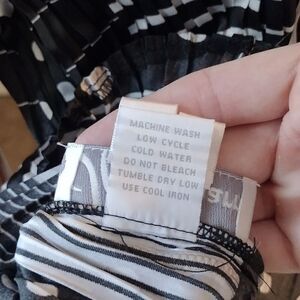 MACHINE WASH
LOW CYCLE
COLD WATER
DO NOT BLEACH
TUMBLE DRY LOW
USE COOL IRON